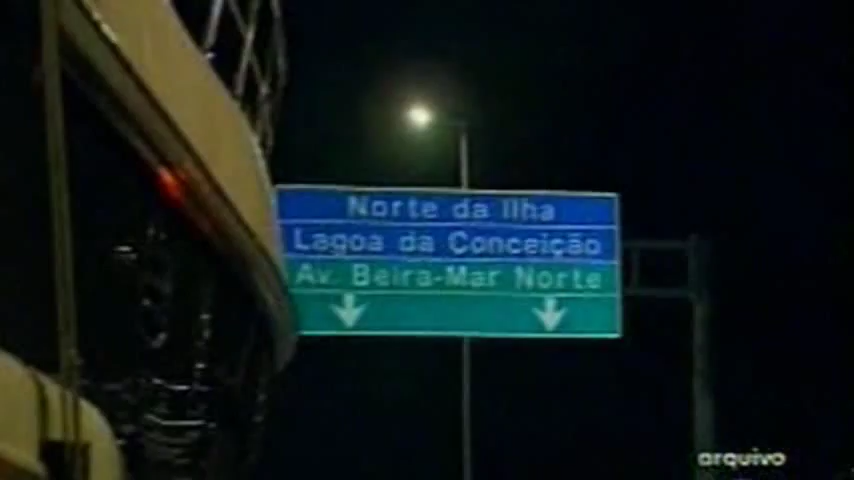 Norte da Ilha
Lagoa da Conceição
Av. Beira-Mar Norte
arquivo